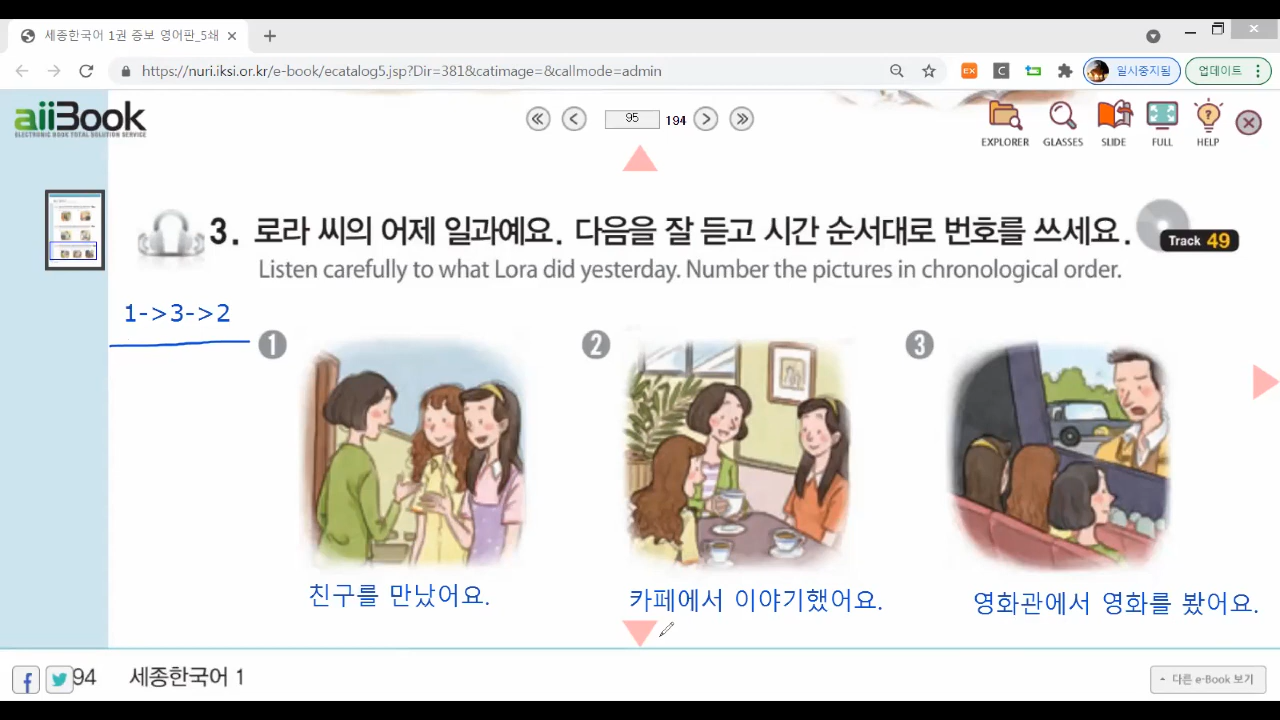 세종한국어 1권 증보 영어판_5쇄
https://nuri.iksi.or.kr/e-book/ecatalog5.jsp?Dir=381&catimage=&callmode=admin
EX
C
일시중지됨
업데이트
aiiBook
ELECTRONIC BOOK TOTAL SOLUTION SERVICE
95 194
EXPLORER GLASSES SLIDE FULL HELP
3. 로라 씨의 어제 일과예요. 다음을 잘 듣고 시간 순서대로 번호를 쓰세요.
Track 49
Listen carefully to what Lora did yesterday. Number the pictures in chronological order.
1->3->2
1 2 3
친구를 만났어요.
카페에서 이야기했어요.
영화관에서 영화를 봤어요.
94 세종한국어 1
다른 e-Book 보기